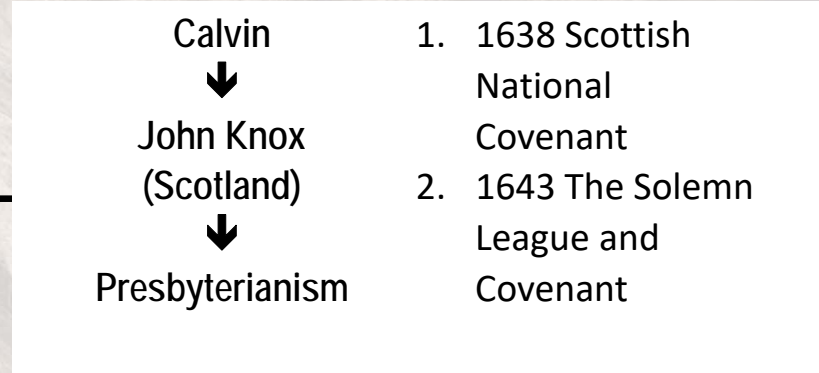 Calvin
🡻
John Knox
(Scotland)
🡻
Presbyterianism
1. 1638 Scottish
National
Covenant
2. 1643 The Solemn
League and
Covenant